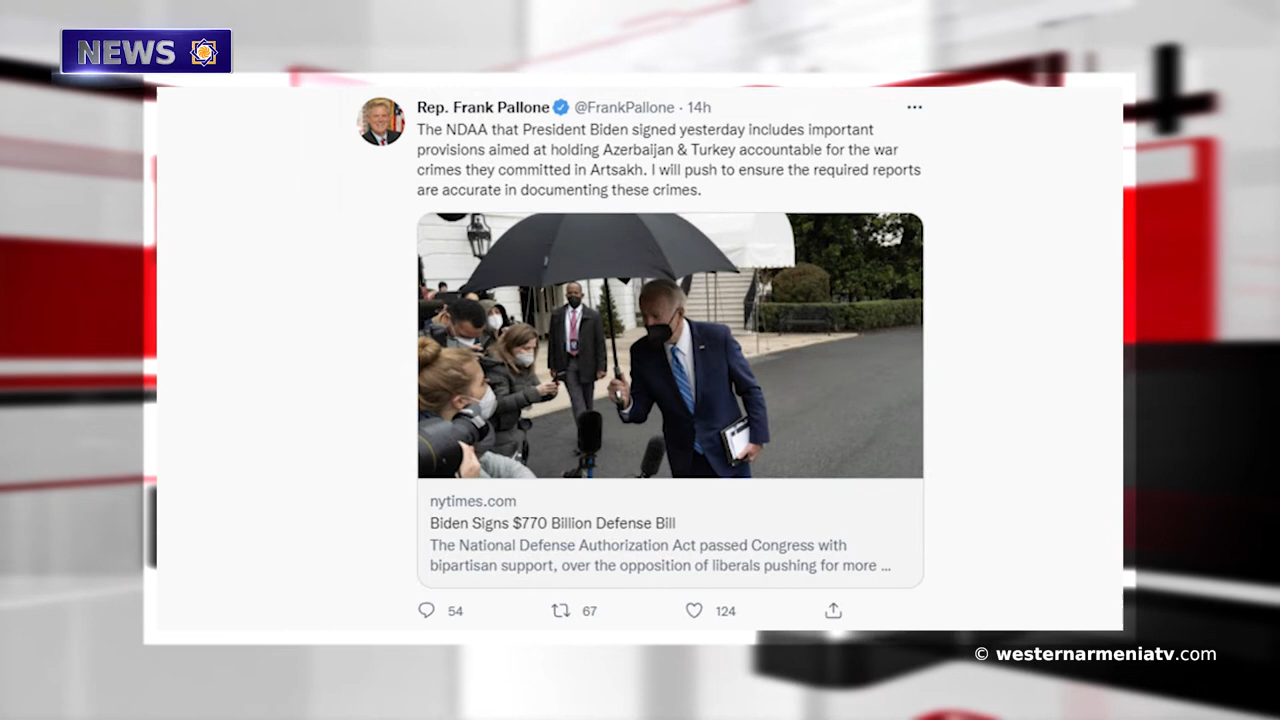 NEWS
Rep. Frank Pallone @FrankPallone · 14h
The NDAA that President Biden signed yesterday includes important
provisions aimed at holding Azerbaijan & Turkey accountable for the war
crimes they committed in Artsakh. I will push to ensure the required reports
are accurate in documenting these crimes.
nytimes.com
Biden Signs $770 Billion Defense Bill
The National Defense Authorization Act passed Congress with
bipartisan support, over the opposition of liberals pushing for more ...
54 67 124
© westernarmeniatv.com